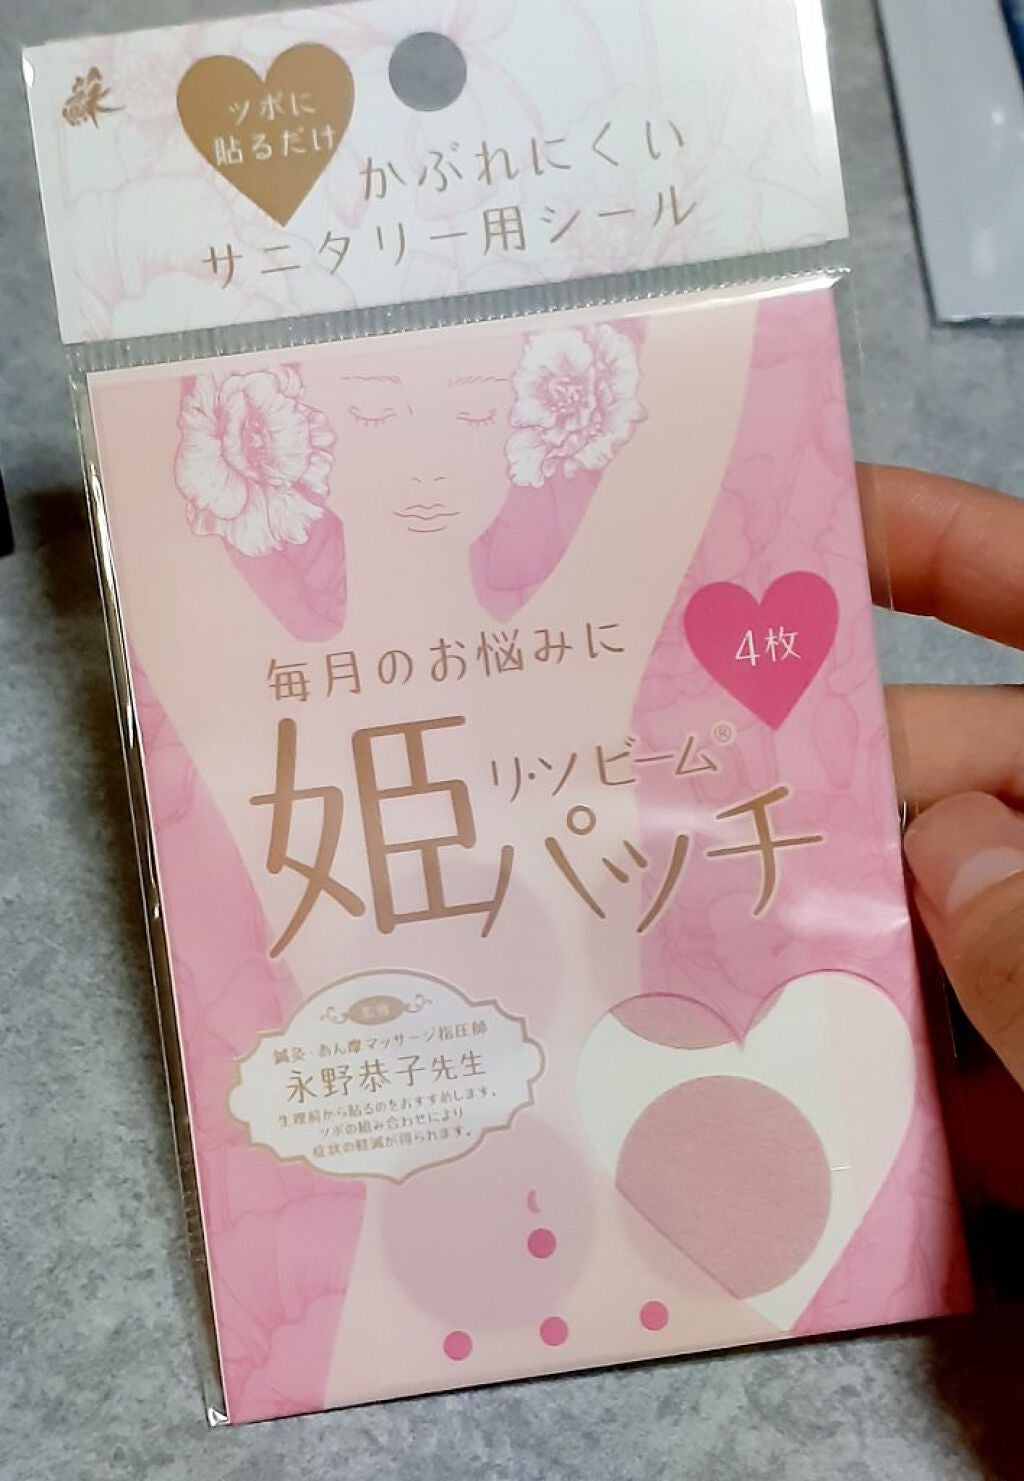 蘇
ツボに
貼るだけ
かぶれにくい
サニタリー用シール
毎月のお悩みに
4枚
姫
リ・ソビーム®
パッチ
監修
鍼灸・あん摩マッサージ指圧師
永野恭子先生
生理前から貼るのをおすすめします。
ツボの組み合わせにより
症状の軽減が得られます。